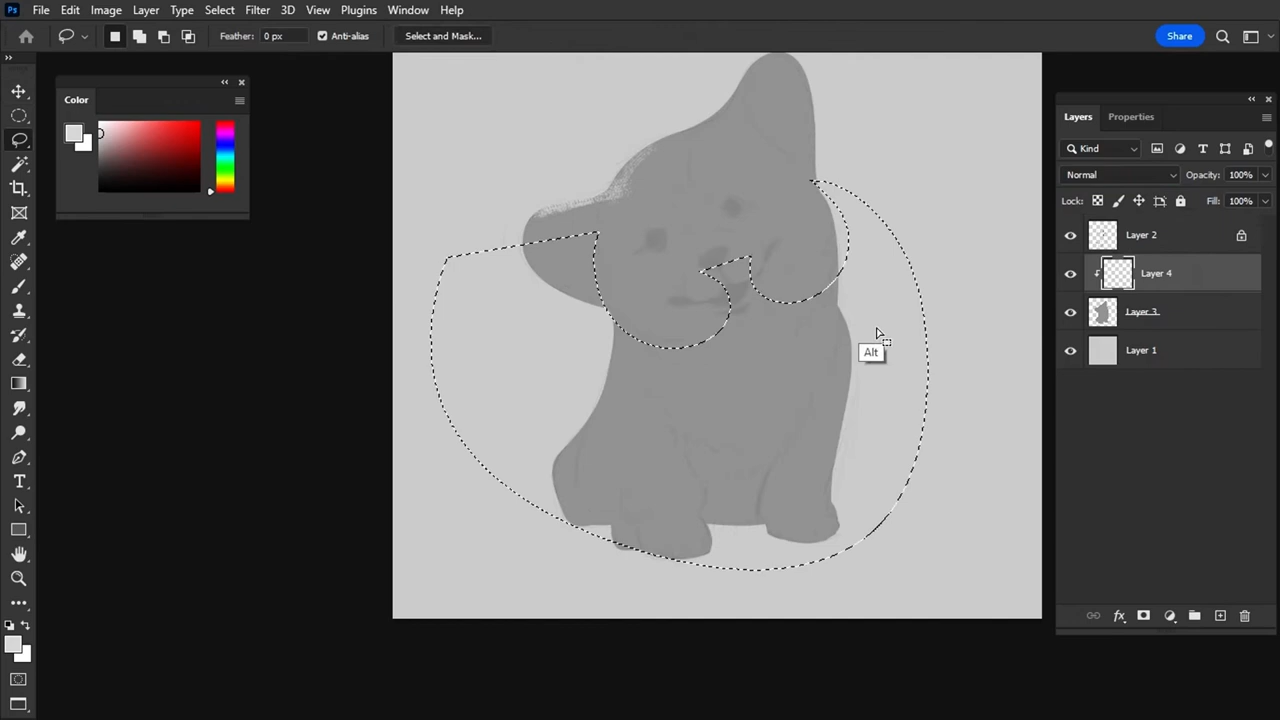 Ps File Edit Image Layer Type Select Filter 3D View Plugins Window Help
Feather: 0 px Anti-alias Select and Mask... Share
Color
Layers Properties
Kind
Normal Opacity: 100%
Lock: Fill: 100%
Layer 2
Layer 4
Layer 3
Layer 1
Alt